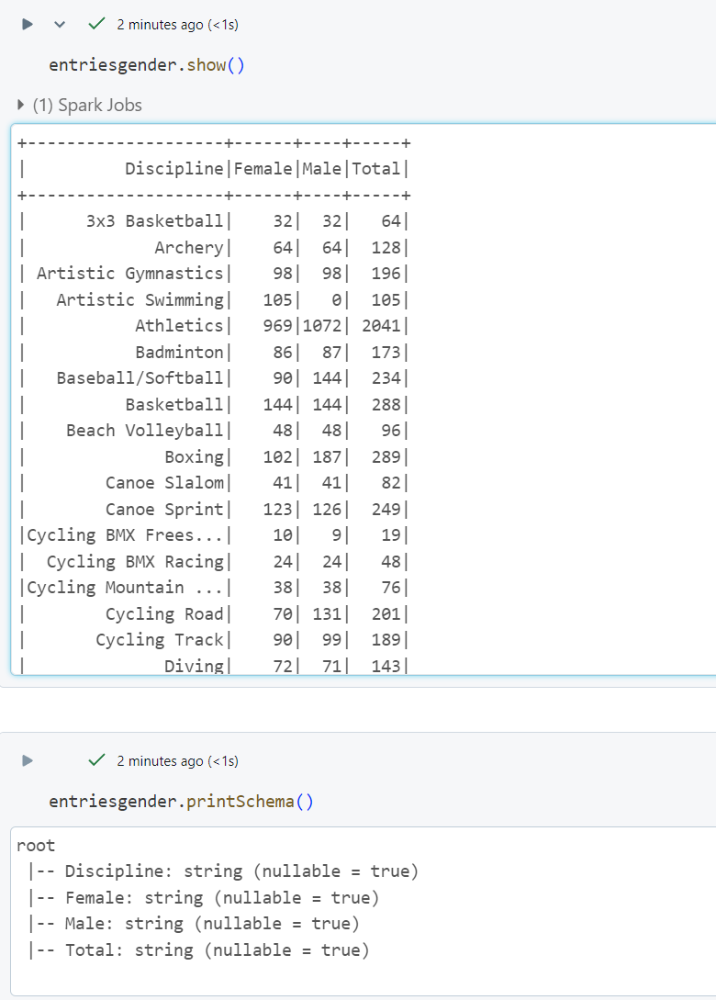 2 minutes ago (<1s)
entriesgender.show()
(1) Spark Jobs
+--------------------+------+----+-----+
|          Discipline|Female|Male|Total|
+--------------------+------+----+-----+
|      3x3 Basketball|    32|  32|   64|
|             Archery|    64|  64|  128|
| Artistic Gymnastics|    98|  98|  196|
|   Artistic Swimming|   105|   0|  105|
|           Athletics|   969|1072| 2041|
|           Badminton|    86|  87|  173|
|   Baseball/Softball|    90| 144|  234|
|          Basketball|   144| 144|  288|
|    Beach Volleyball|    48|  48|   96|
|              Boxing|   102| 187|  289|
|        Canoe Slalom|    41|  41|   82|
|        Canoe Sprint|   123| 126|  249|
|Cycling BMX Frees...|    10|   9|   19|
|  Cycling BMX Racing|    24|  24|   48|
|Cycling Mountain ...|    38|  38|   76|
|        Cycling Road|    70| 131|  201|
|       Cycling Track|    90|  99|  189|
|              Diving|    72|  71|  143|
2 minutes ago (<1s)
entriesgender.printSchema()
root
 |-- Discipline: string (nullable = true)
 |-- Female: string (nullable = true)
 |-- Male: string (nullable = true)
 |-- Total: string (nullable = true)